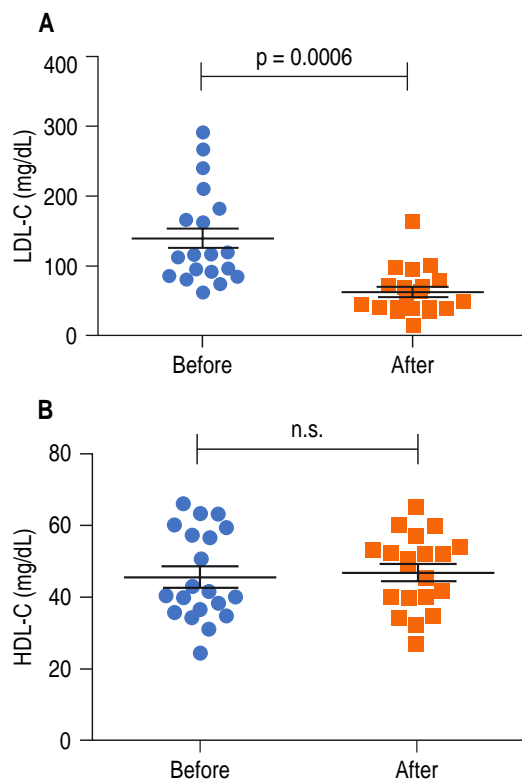 A
p = 0.0006
400
300
200
100
0
LDL-C (mg/dL)
Before
After
B
n.s.
80
60
40
20
0
HDL-C (mg/dL)
Before
After